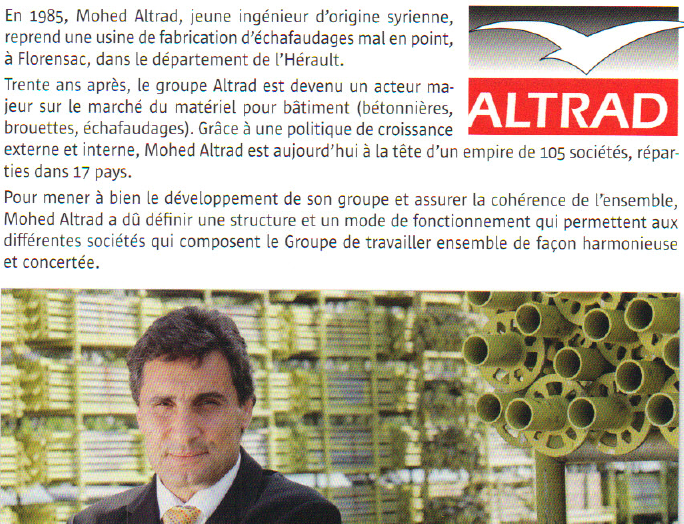 En 1985, Mohed Altrad, jeune ingénieur d'origine syrienne,
reprend une usine de fabrication d'échafaudages mal en point,
à Florensac, dans le département de l'Hérault.
Trente ans après, le groupe Altrad est devenu un acteur ma-
jeur sur le marché du matériel pour bâtiment (bétonnières,
brouettes, échafaudages). Grâce à une politique de croissance
externe et interne, Mohed Altrad est aujourd'hui à la tête d'un empire de 105 sociétés, répar-
ties dans 17 pays.
Pour mener à bien le développement de son groupe et assurer la cohérence de l'ensemble,
Mohed Altrad a dû définir une structure et un mode de fonctionnement qui permettent aux
différentes sociétés qui composent le Groupe de travailler ensemble de façon harmonieuse
et concertée.
ALTRAD